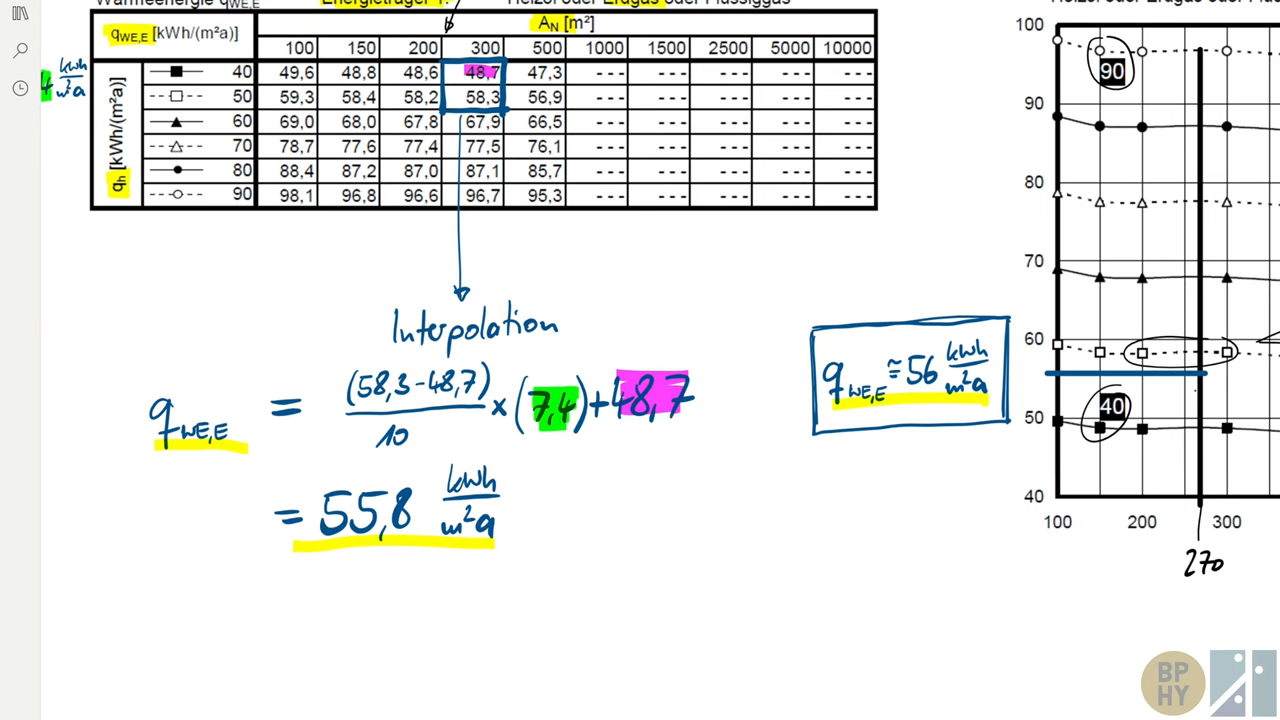 Wärmeenergie qWE,E
Energieträger 1:
Heizöl oder Erdgas oder Flüssiggas
qWE,E [kWh/(m²a)]
AN [m²]
100 150 200 300 500 1000 1500 2500 5000 10000
qh [kWh/(m²a)]
40 49,6 48,8 48,6 48,7 47,3 --- --- --- --- ---
50 59,3 58,4 58,2 58,3 56,9 --- --- --- --- ---
60 69,0 68,0 67,8 67,9 66,5 --- --- --- --- ---
70 78,7 77,6 77,4 77,5 76,1 --- --- --- --- ---
80 88,4 87,2 87,0 87,1 85,7 --- --- --- --- ---
90 98,1 96,8 96,6 96,7 95,3 --- --- --- --- ---
4 kWh/m²a
Interpolation
qWE,E = (58,3-48,7)/10 × (7,4) + 48,7
= 55,8 kWh/m²a
qWE,E ≈ 56 kWh/m²a
100
90
80
70
60
50
40
90
40
100 200 300
270
BP
HY